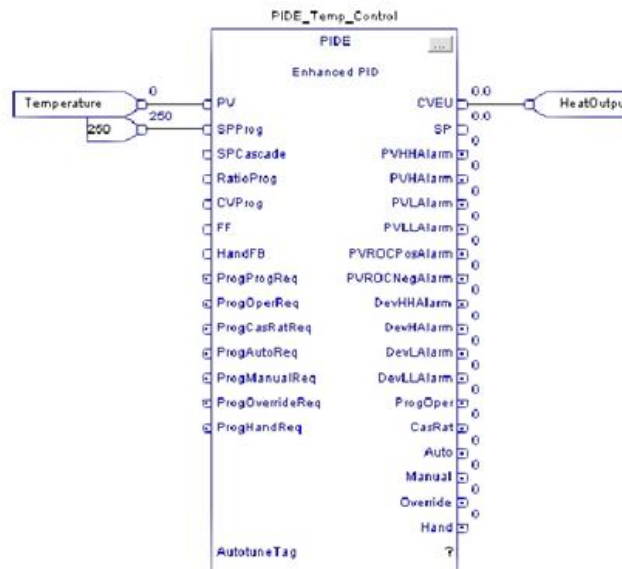 PIDE_Temp_Control
PIDE
...
Enhanced PID
Temperature 0 PV CVEU 0.0 HeatOutput
250 250 SPProg SP 0.0
SPCascade PVHHAlarm 0
RatioProg PVHAlarm 0
CVProg PVLAlarm 0
FF PVLLAlarm 0
HandFB PVROCPosAlarm 0
ProgProgReq PVROCNegAlarm 0
ProgOperReq DevHHAlarm 0
ProgCasRatReq DevHAlarm 0
ProgAutoReq DevLAlarm 0
ProgManualReq DevLLAlarm 0
ProgOverrideReq ProgOper 0
ProgHandReq CasRat 0
Auto 0
Manual 0
Override 0
Hand 0
AutotuneTag ?